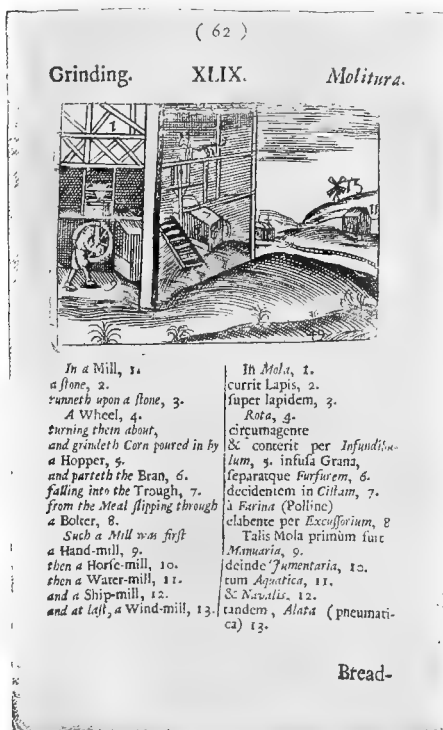 ( 62 )
Grinding. XLIX. Molitura.
In a Mill, 1.
a ſtone, 2.
runneth upon a ſtone, 3.
A Wheel, 4.
turning them about,
and grindeth Corn poured in by
a Hopper, 5.
and parteth the Bran, 6.
falling into the Trough, 7.
from the Meal ſlipping through
a Bolter, 8.
Such a Mill was firſt
a Hand-mill, 9.
then a Horſe-mill, 10.
then a Water-mill, 11.
and a Ship-mill, 12.
and at laſt, a Wind-mill, 13.
In Mola, 1.
currit Lapis, 2.
ſuper lapidem, 3.
Rota, 4.
circumagente
& conterit per Infundibu-
lum, 5. infuſa Grana,
ſeparatque Furfurem, 6.
decidentem in Ciſtam, 7.
à Farina (Polline)
elabente per Excuſſorium, 8
Talis Mola primùm fuit
Manuaria, 9.
deinde Jumentaria, 10.
tum Aquatica, 11.
& Navalis. 12.
tandem, Alata (pneumati-
ca) 13.
Bread-